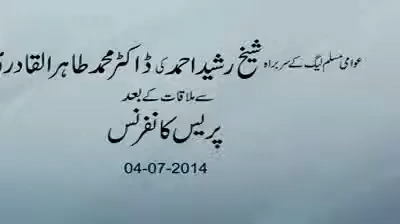 عوامی مسلم لیگ کے سربراہ شیخ رشید احمد کی ڈاکٹر محمد طاہر القادری
سے ملاقات کے بعد
پریس کانفرنس
04-07-2014